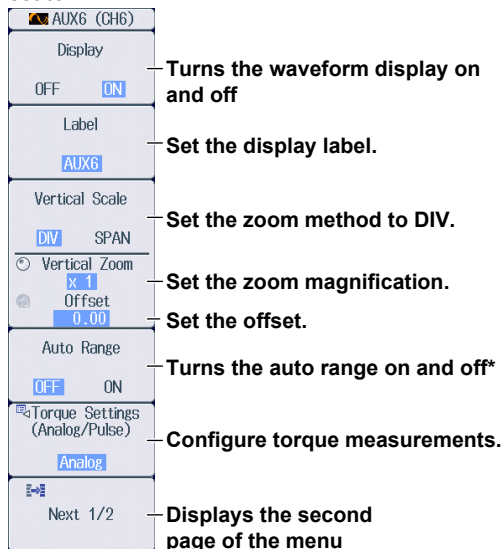 AUX6 (CH6)
Display
OFF ON
Turns the waveform display on
and off
Label
AUX6
Set the display label.
Vertical Scale
DIV SPAN
Set the zoom method to DIV.
Vertical Zoom
x 1
Set the zoom magnification.
Offset
0.00
Set the offset.
Auto Range
OFF ON
Turns the auto range on and off*
Torque Settings
(Analog/Pulse)
Analog
Configure torque measurements.
Next 1/2
Displays the second
page of the menu